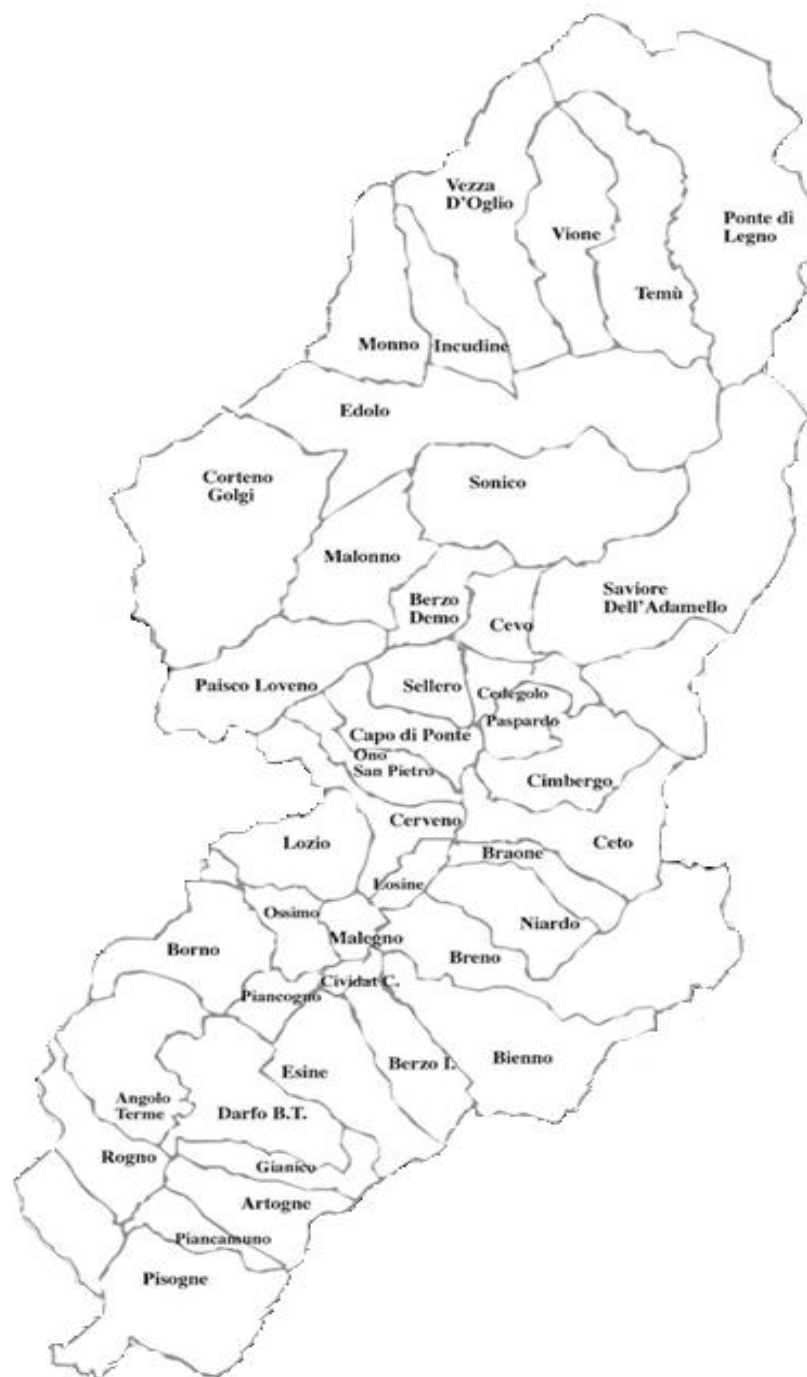 Vezza
D'Oglio
Ponte di
Legno
Vione
Temù
Monno
Incudine
Edolo
Corteno
Golgi
Sonico
Malonno
Berzo
Demo
Saviore
Dell'Adamello
Cevo
Paisco Loveno
Sellero
Cedegolo
Paspardo
Capo di Ponte
Ono
San Pietro
Cimbergo
Cerveno
Lozio
Braone
Ceto
Losine
Ossimo
Niardo
Malegno
Borno
Breno
Cividat C.
Piancogno
Bienno
Berzo I.
Esine
Angolo
Terme
Darfo B.T.
Rogno
Gianico
Artogne
Piancamuno
Pisogne